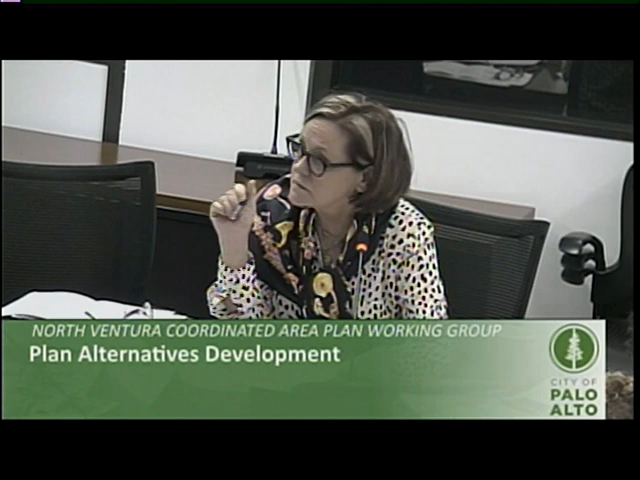 NORTH VENTURA COORDINATED AREA PLAN WORKING GROUP
Plan Alternatives Development
CITY OF
PALO
ALTO